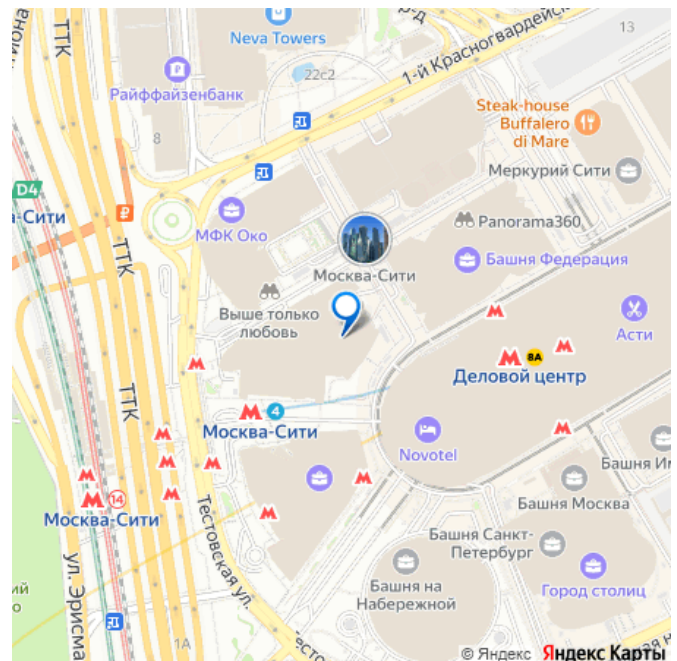 ТТК
Neva Towers
22с2
1-й Красногвардейск
13
Райффайзенбанк
8
Steak-house
Buffalero
di Mare
Меркурий Сити
D4
а-Сити
₽
ТТК
МФК Око
Panorama360
Москва-Сити
Башня Федерация
Выше только
любовь
Асти
8А
Деловой центр
ТТК
4
Москва-Сити
Novotel
14
Москва-Сити
Башня Им
Башня Москва
Тестовская ул.
Башня Санкт-
Петербург
ул. Эрисма
Башня на
Набережной
Город столиц
1А
© Яндекс Яндекс Карты